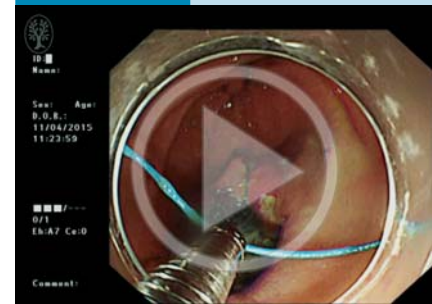 ID:
Name:
Sex: Age:
D.O.B.:
11/04/2015
11:23:59
0/1
Eh:A7 Ce:0
Comment: